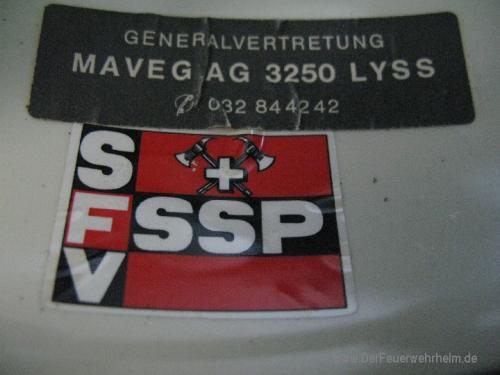 GENERALVERTRETUNG
MAVEG AG 3250 LYSS
✆ 032 844242
S
FSSP
V
www.DerFeuerwehrhelm.de